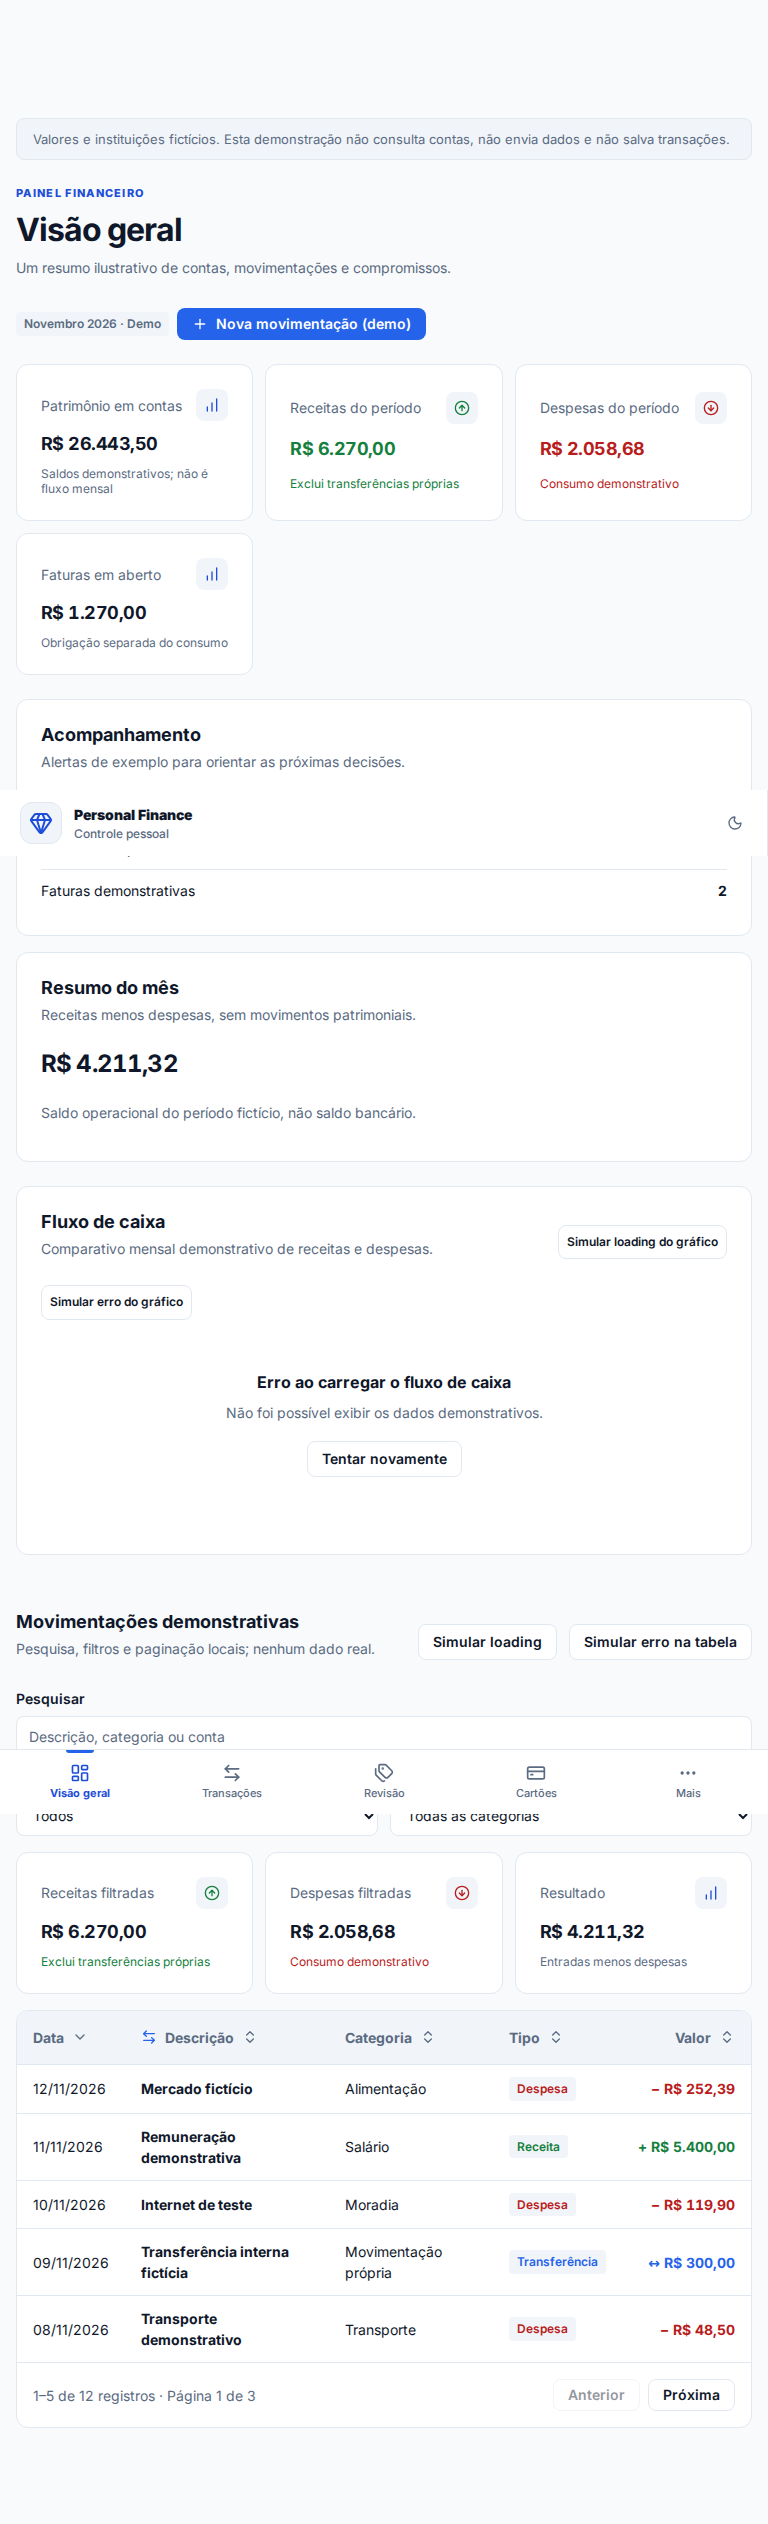 Valores e instituições fictícios. Esta demonstração não consulta contas, não envia dados e não salva transações.
PAINEL FINANCEIRO
Visão geral
Um resumo ilustrativo de contas, movimentações e compromissos.
Novembro 2026 · Demo
Nova movimentação (demo)
Patrimônio em contas
R$ 26.443,50
Saldos demonstrativos; não é
fluxo mensal
Receitas do período
R$ 6.270,00
Exclui transferências próprias
Despesas do período
R$ 2.058,68
Consumo demonstrativo
Faturas em aberto
R$ 1.270,00
Obrigação separada do consumo
Acompanhamento
Alertas de exemplo para orientar as próximas decisões.
Personal Finance
Controle pessoal
Faturas demonstrativas 2
Resumo do mês
Receitas menos despesas, sem movimentos patrimoniais.
R$ 4.211,32
Saldo operacional do período fictício, não saldo bancário.
Fluxo de caixa
Comparativo mensal demonstrativo de receitas e despesas.
Simular loading do gráfico
Simular erro do gráfico
Erro ao carregar o fluxo de caixa
Não foi possível exibir os dados demonstrativos.
Tentar novamente
Movimentações demonstrativas
Pesquisa, filtros e paginação locais; nenhum dado real.
Simular loading
Simular erro na tabela
Pesquisar
Descrição, categoria ou conta
Visão geral
Transações
Revisão
Cartões
Mais
Todos
Todas as categorias
Receitas filtradas
R$ 6.270,00
Exclui transferências próprias
Despesas filtradas
R$ 2.058,68
Consumo demonstrativo
Resultado
R$ 4.211,32
Entradas menos despesas
Data Descrição Categoria Tipo Valor
12/11/2026 Mercado fictício Alimentação Despesa − R$ 252,39
11/11/2026 Remuneração demonstrativa Salário Receita + R$ 5.400,00
10/11/2026 Internet de teste Moradia Despesa − R$ 119,90
09/11/2026 Transferência interna fictícia Movimentação própria Transferência ↔ R$ 300,00
08/11/2026 Transporte demonstrativo Transporte Despesa − R$ 48,50
1–5 de 12 registros · Página 1 de 3
Anterior
Próxima